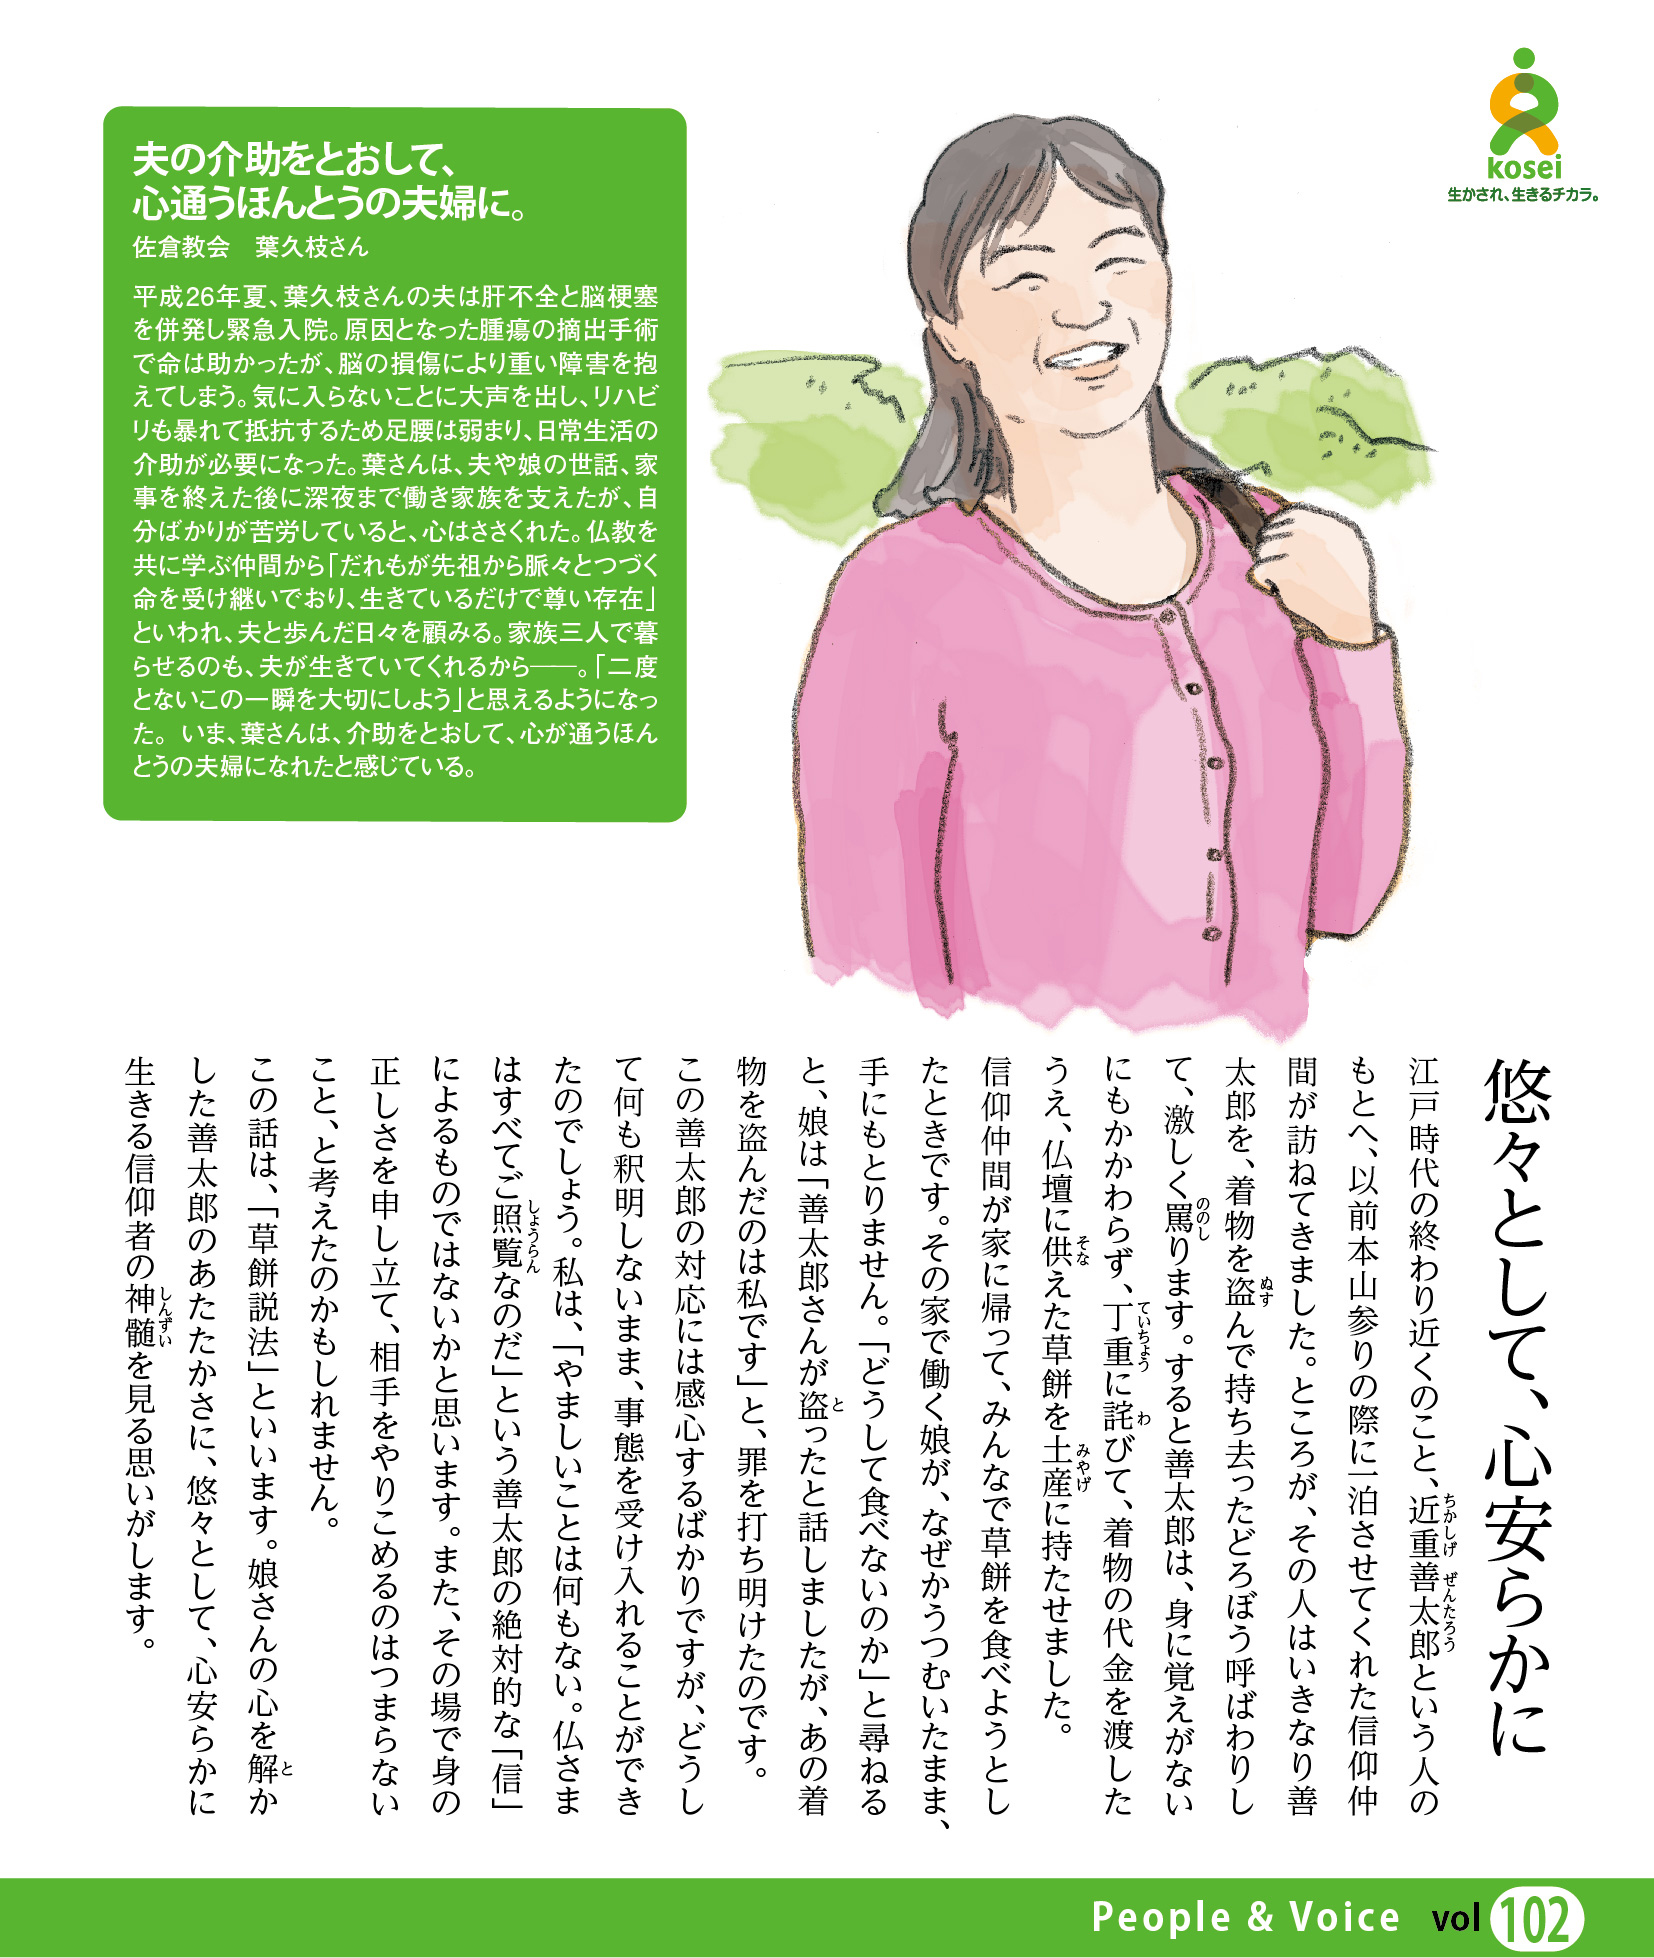 kosei
生かされ、生きるチカラ。
夫の介助をとおして、
心通うほんとうの夫婦に。
佐倉教会　葉久枝さん
平成26年夏、葉久枝さんの夫は肝不全と脳梗塞
を併発し緊急入院。原因となった腫瘍の摘出手術
で命は助かったが、脳の損傷により重い障害を抱
えてしまう。気に入らないことに大声を出し、リハビ
リも暴れて抵抗するため足腰は弱まり、日常生活の
介助が必要になった。葉さんは、夫や娘の世話、家
事を終えた後に深夜まで働き家族を支えたが、自
分ばかりが苦労していると、心はささくれた。仏教を
共に学ぶ仲間から「だれもが先祖から脈々とつづく
命を受け継いでおり、生きているだけで尊い存在」
といわれ、夫と歩んだ日々を顧みる。家族三人で暮
らせるのも、夫が生きていてくれるから――。「二度
とないこの一瞬を大切にしよう」と思えるようになっ
た。いま、葉さんは、介助をとおして、心が通うほん
とうの夫婦になれたと感じている。
悠々として、心安らかに
江戸時代の終わり近くのこと、近重善太郎という人の
ちかしげ ぜんたろう
もとへ、以前本山参りの際に一泊させてくれた信仰仲
間が訪ねてきました。ところが、その人はいきなり善
太郎を、着物を盗んで持ち去ったどろぼう呼ばわりし
ぬす
て、激しく罵ります。すると善太郎は、身に覚えがない
ののし
にもかかわらず、丁重に詫びて、着物の代金を渡した
ていちょう わ
うえ、仏壇に供えた草餅を土産に持たせました。
そな みやげ
信仰仲間が家に帰って、みんなで草餅を食べようとし
たときです。その家で働く娘が、なぜかうつむいたまま、
手にもとりません。「どうして食べないのか」と尋ねる
と、娘は「善太郎さんが盗ったと話しましたが、あの着
と
物を盗んだのは私です」と、罪を打ち明けたのです。
この善太郎の対応には感心するばかりですが、どうし
て何も釈明しないまま、事態を受け入れることができ
たのでしょう。私は、「やましいことは何もない。仏さま
はすべてご照覧なのだ」という善太郎の絶対的な「信」
しょうらん
によるものではないかと思います。また、その場で身の
正しさを申し立て、相手をやりこめるのはつまらない
こと、と考えたのかもしれません。
この話は、「草餅説法」といいます。娘さんの心を解か
と
した善太郎のあたたかさに、悠々として、心安らかに
生きる信仰者の神髄を見る思いがします。
しんずい
People & Voice vol 102